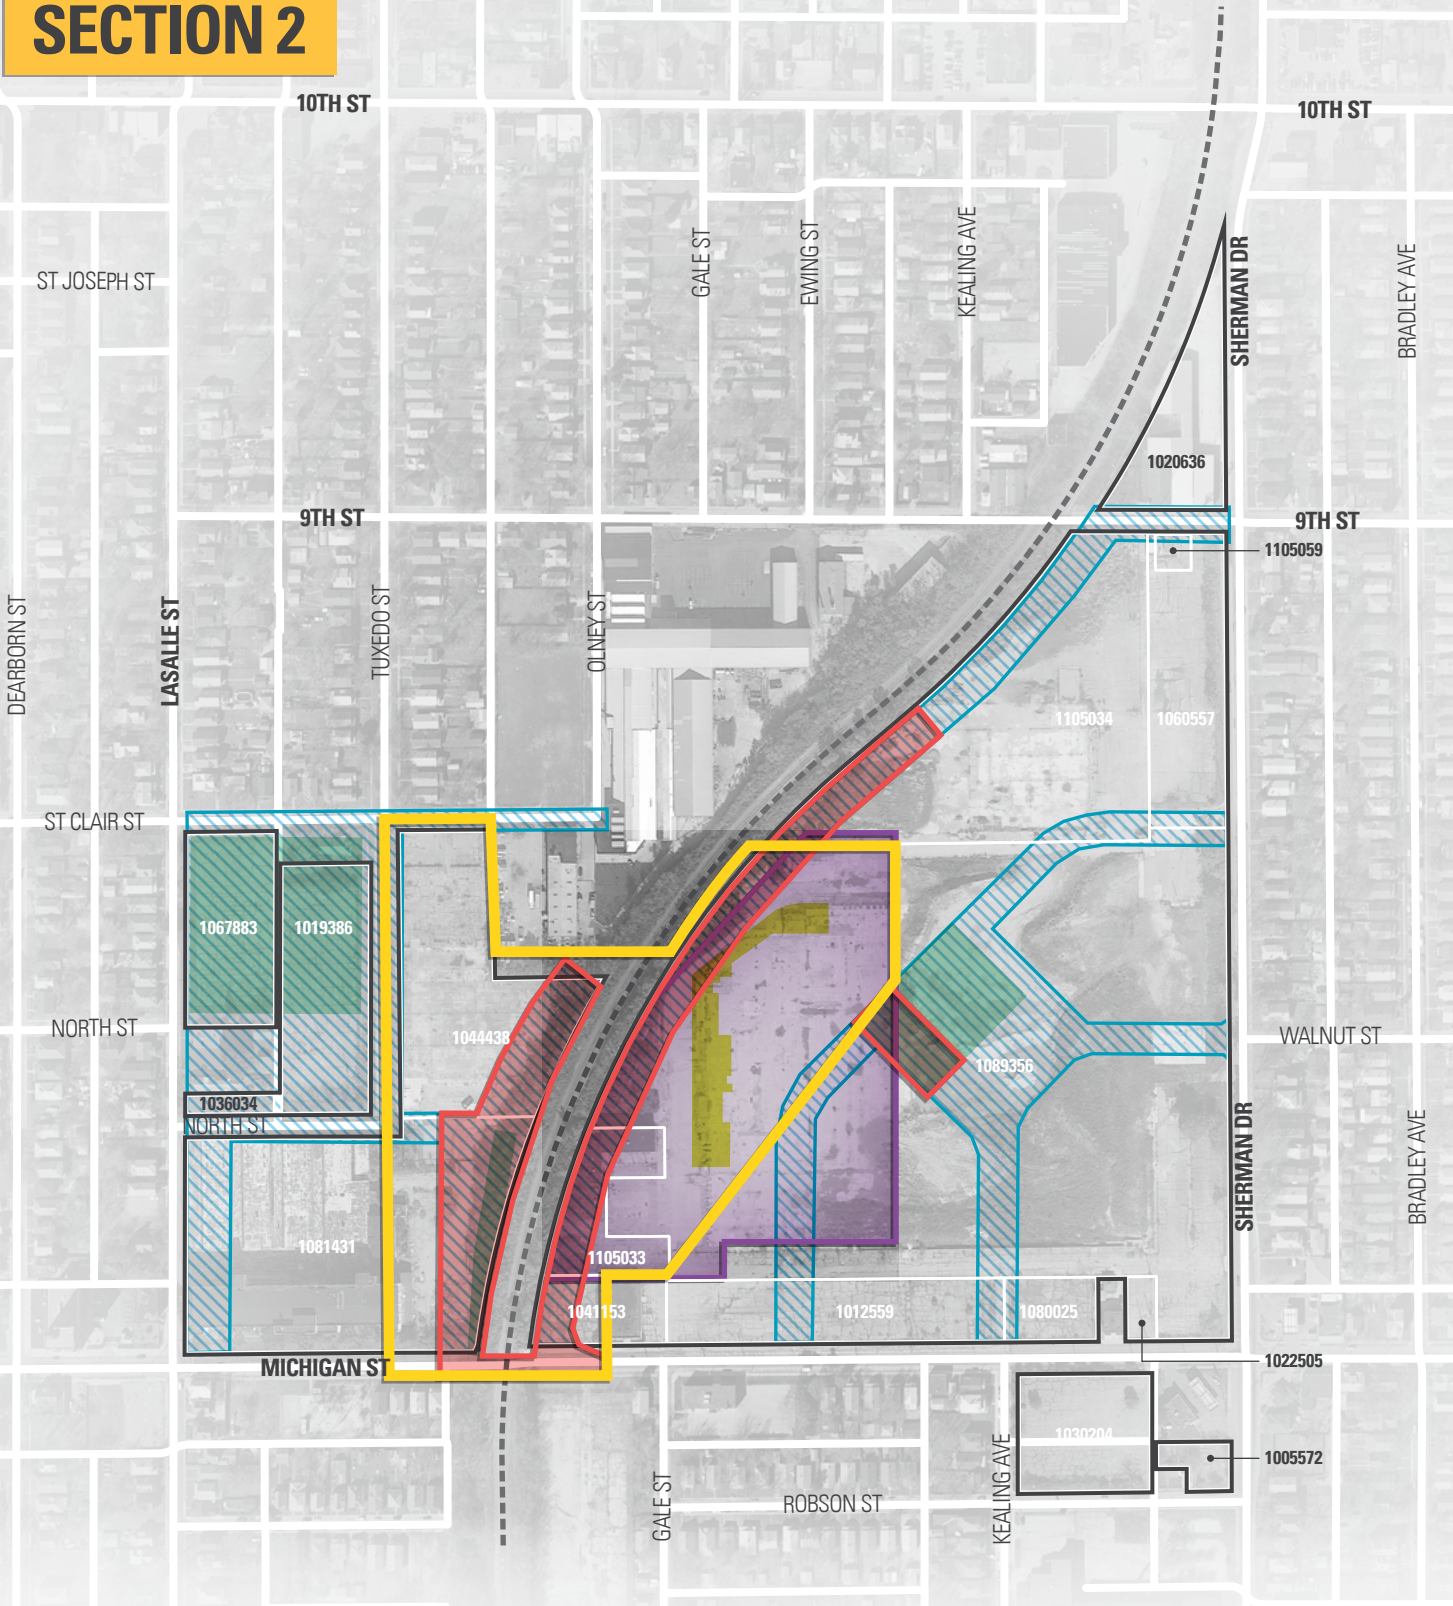 SECTION 2
10TH ST
10TH ST
GALE ST
EWING ST
KEALING AVE
SHERMAN DR
BRADLEY AVE
ST JOSEPH ST
1020636
9TH ST
9TH ST
1105059
DEARBORN ST
LASALLE ST
TUXEDO ST
OLNEY ST
1105034
1060557
ST CLAIR ST
1067883
1019386
NORTH ST
1044438
WALNUT ST
1089356
1036034
NORTH ST
SHERMAN DR
BRADLEY AVE
1081431
1105033
1041153
1012559
1080025
MICHIGAN ST
1022505
1030204
1005572
GALE ST
ROBSON ST
KEALING AVE